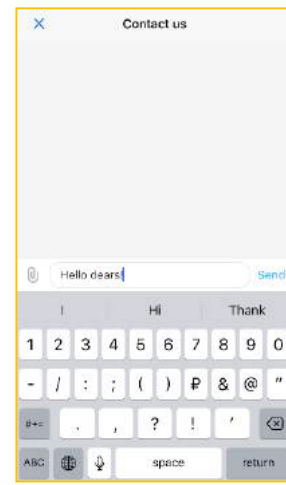 Contact us
Hello dears!
Send
I Hi Thank
1 2 3 4 5 6 7 8 9 0
- / : ; ( ) ₽ & @ "
#+= . , ? ! '
ABC space return